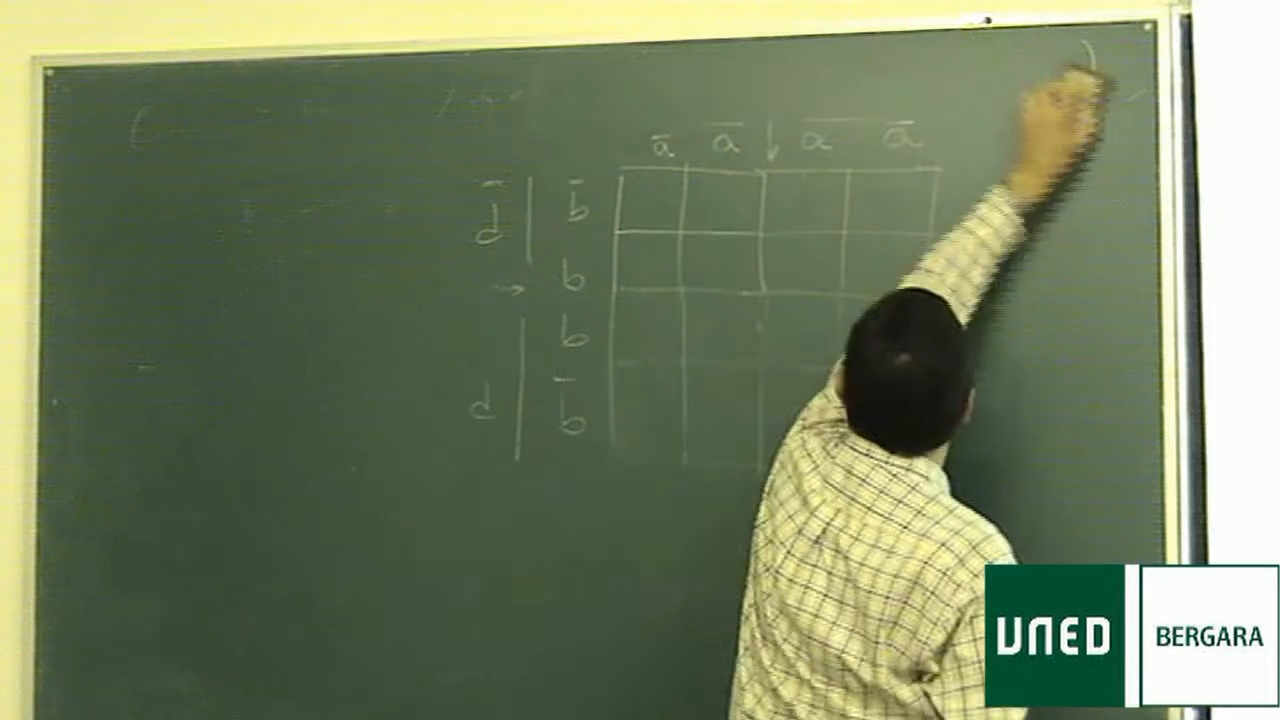 ā ā a ā
d̄ b̄
b
b
d b̄
UNED
BERGARA